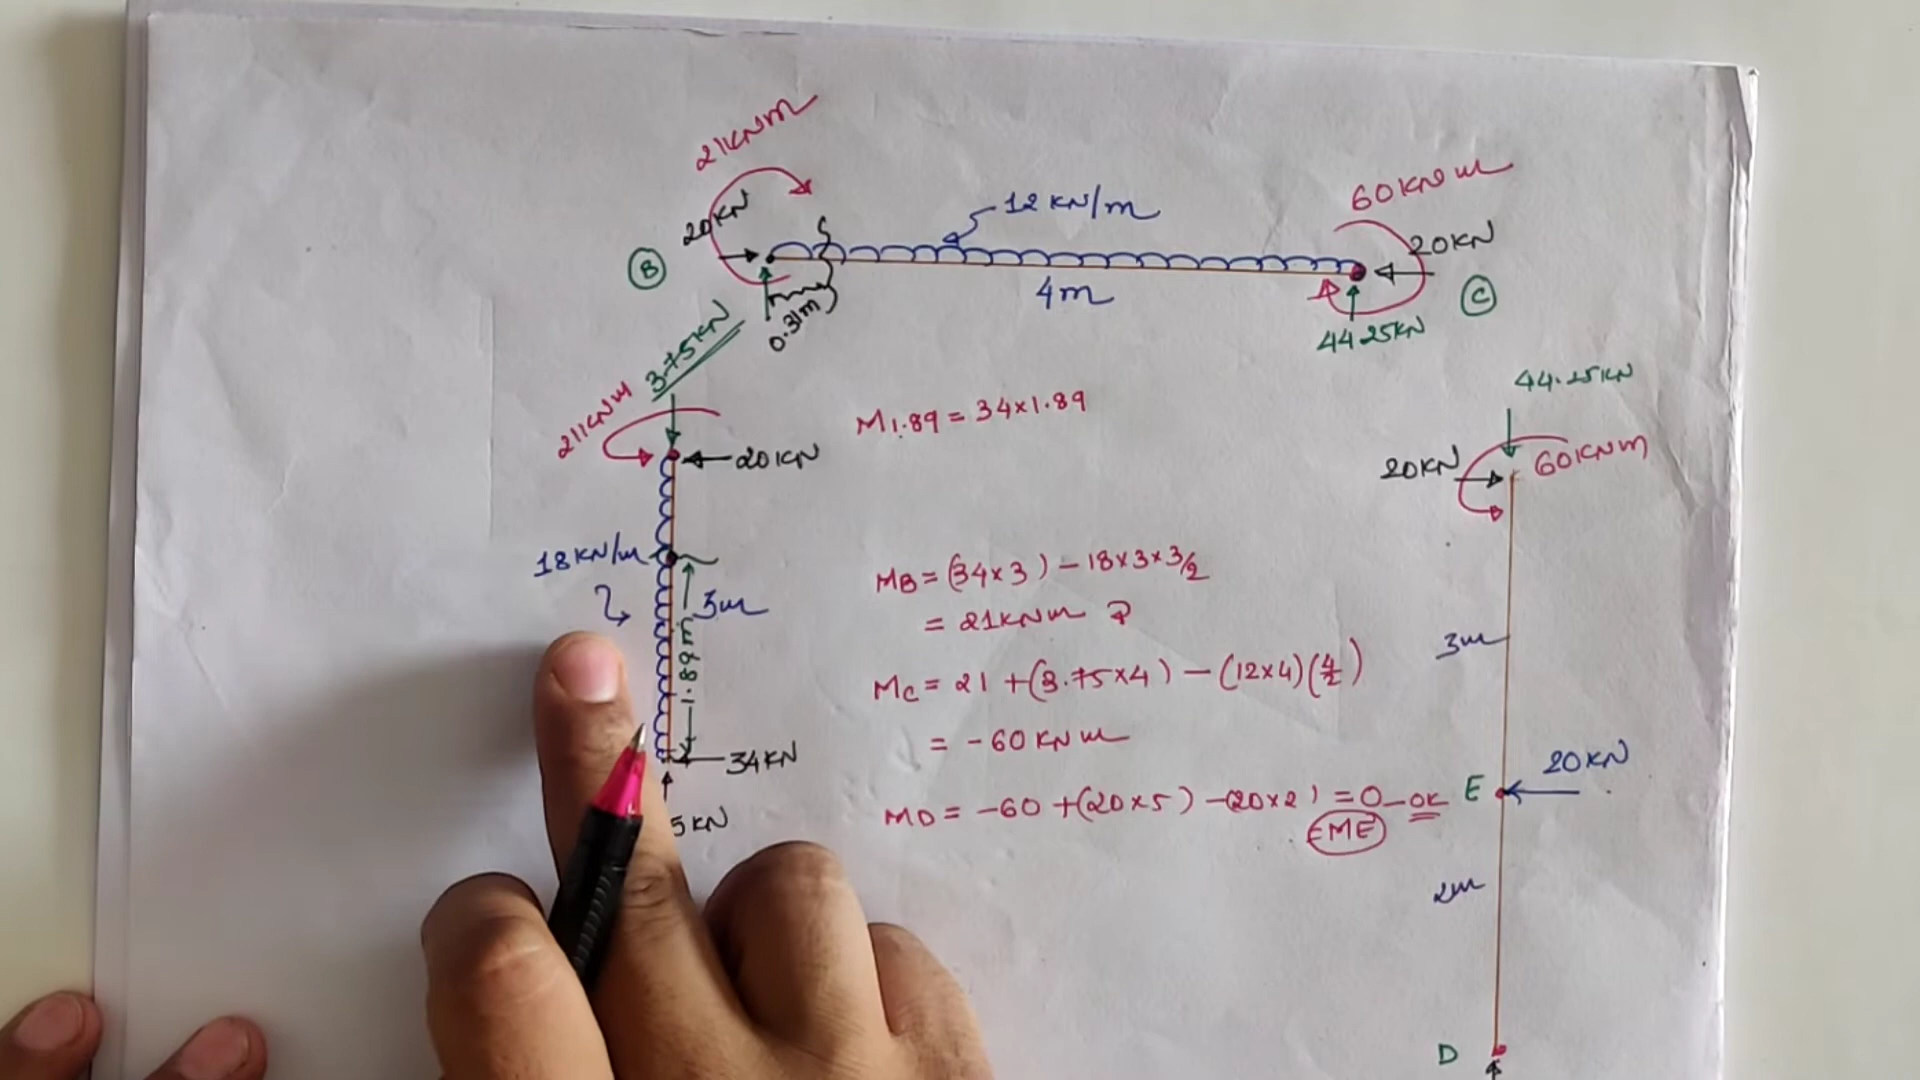 21KNm
20KN
B
12 KN/m
4m
60KNm
20KN
C
0.31m
3.75KN
44.25KN
21KNm
20KN
M1.89 = 34×1.89
44.25KN
20KN
60KNm
18KN/m
3m
1.89m
34KN
5KN
MB = (34×3) - 18×3×3/2
= 21KNm
MC = 21 + (3.75×4) - (12×4)(4/2)
= -60KNm
MD = -60 + (20×5) - (20×2) = 0 - OK
ME
3m
E
20KN
2m
D